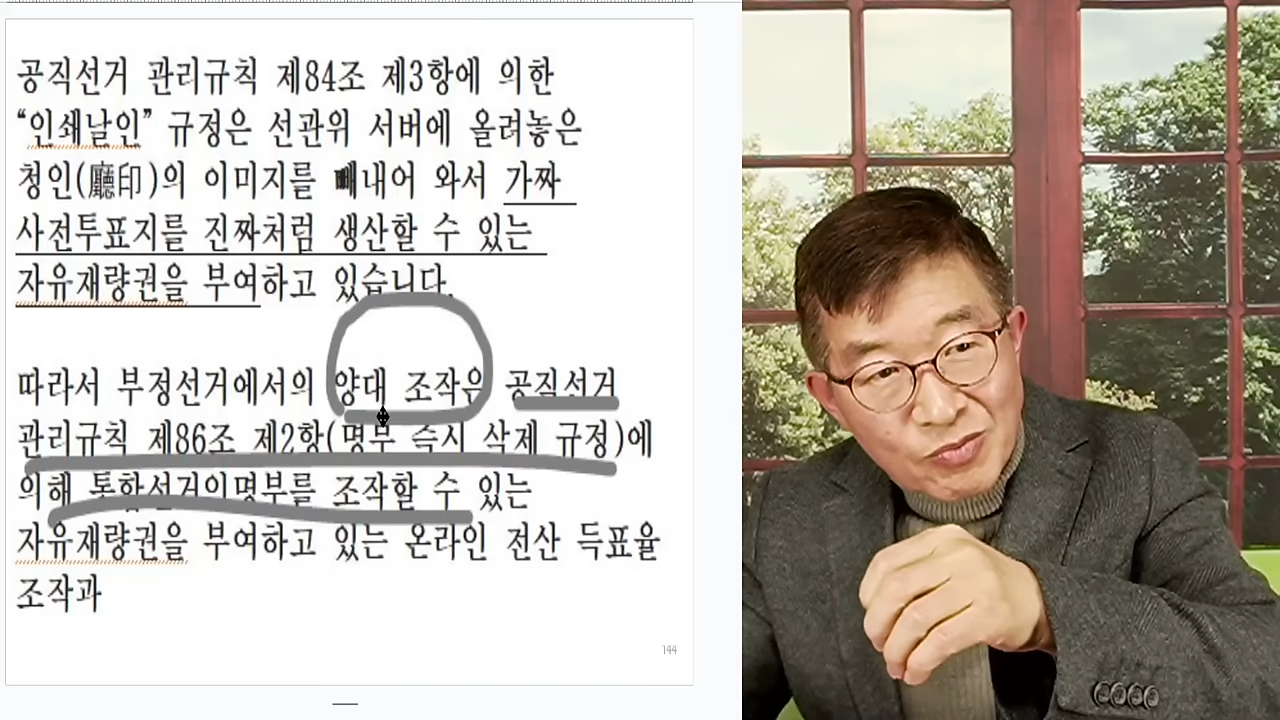 공직선거 관리규칙 제84조 제3항에 의한
“인쇄날인” 규정은 선관위 서버에 올려놓은
청인(廳印)의 이미지를 빼내어 와서 가짜
사전투표지를 진짜처럼 생산할 수 있는
자유재량권을 부여하고 있습니다.
따라서 부정선거에서의 양대 조작은 공직선거
관리규칙 제86조 제2항(명부 즉시 삭제 규정)에
의해 통합선거인명부를 조작할 수 있는
자유재량권을 부여하고 있는 온라인 전산 득표율
조작과
144